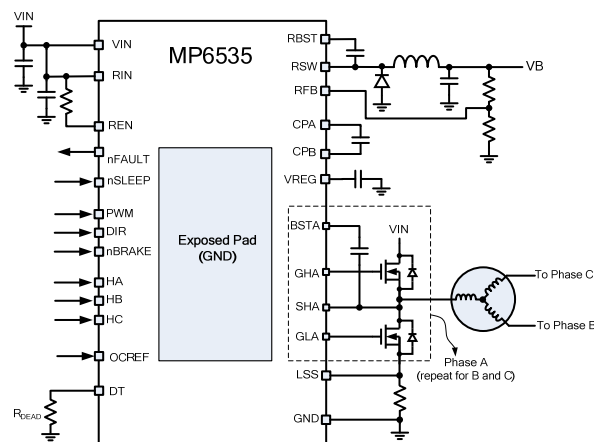 VIN
VIN
MP6535
RIN
REN
nFAULT
nSLEEP
PWM
DIR
nBRAKE
HA
HB
HC
OCREF
DT
RDEAD
Exposed Pad
(GND)
RBST
RSW
RFB
CPA
CPB
VREG
BSTA
GHA
SHA
GLA
LSS
GND
VB
VIN
To Phase C
To Phase B
Phase A
(repeat for B and C)